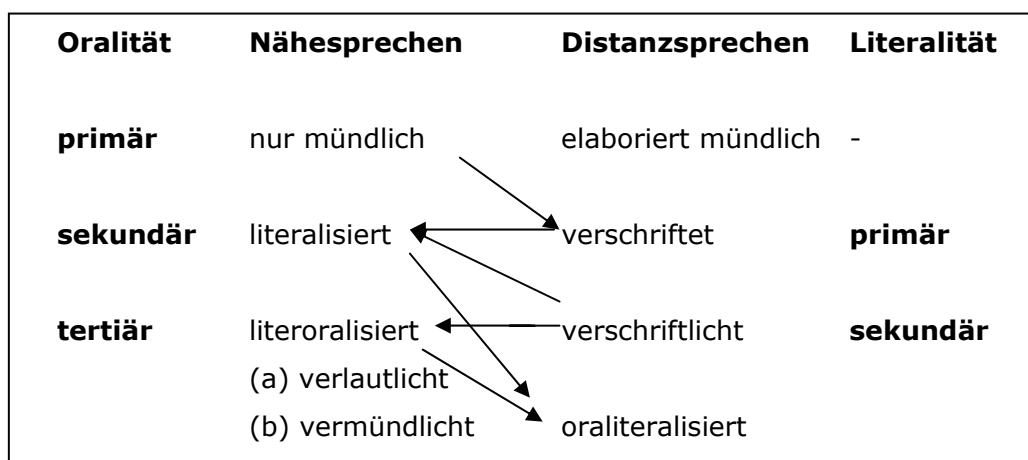 Oralität Nähesprechen Distanzsprechen Literalität
primär nur mündlich elaboriert mündlich -
sekundär literalisiert verschriftet primär
tertiär literoralisiert verschriftlicht sekundär
(a) verlautlicht
(b) vermündlicht oraliteralisiert